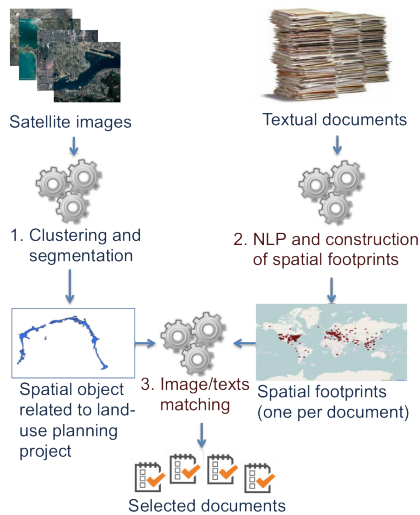 Satellite images
Textual documents
1. Clustering and
segmentation
2. NLP and construction
of spatial footprints
Spatial object
related to land-
use planning
project
3. Image/texts
matching
Spatial footprints
(one per document)
Selected documents